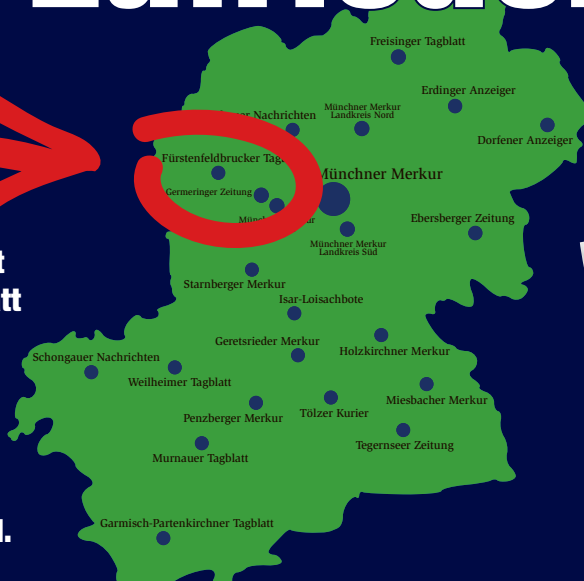 Freisinger Tagblatt
Erdinger Anzeiger
Münchner Merkur
Landkreis Nord
Nachrichten
Dorfener Anzeiger
Fürstenfeldbrucker
Münchner Merkur
Germeringer Zeitung
Ebersberger Zeitung
Münchner Merkur
Landkreis Süd
Starnberger Merkur
Isar-Loisachbote
Geretsrieder Merkur
Holzkirchner Merkur
Schongauer Nachrichten
Weilheimer Tagblatt
Miesbacher Merkur
Penzberger Merkur
Tölzer Kurier
Tegernseer Zeitung
Murnauer Tagblatt
Garmisch-Partenkirchner Tagblatt